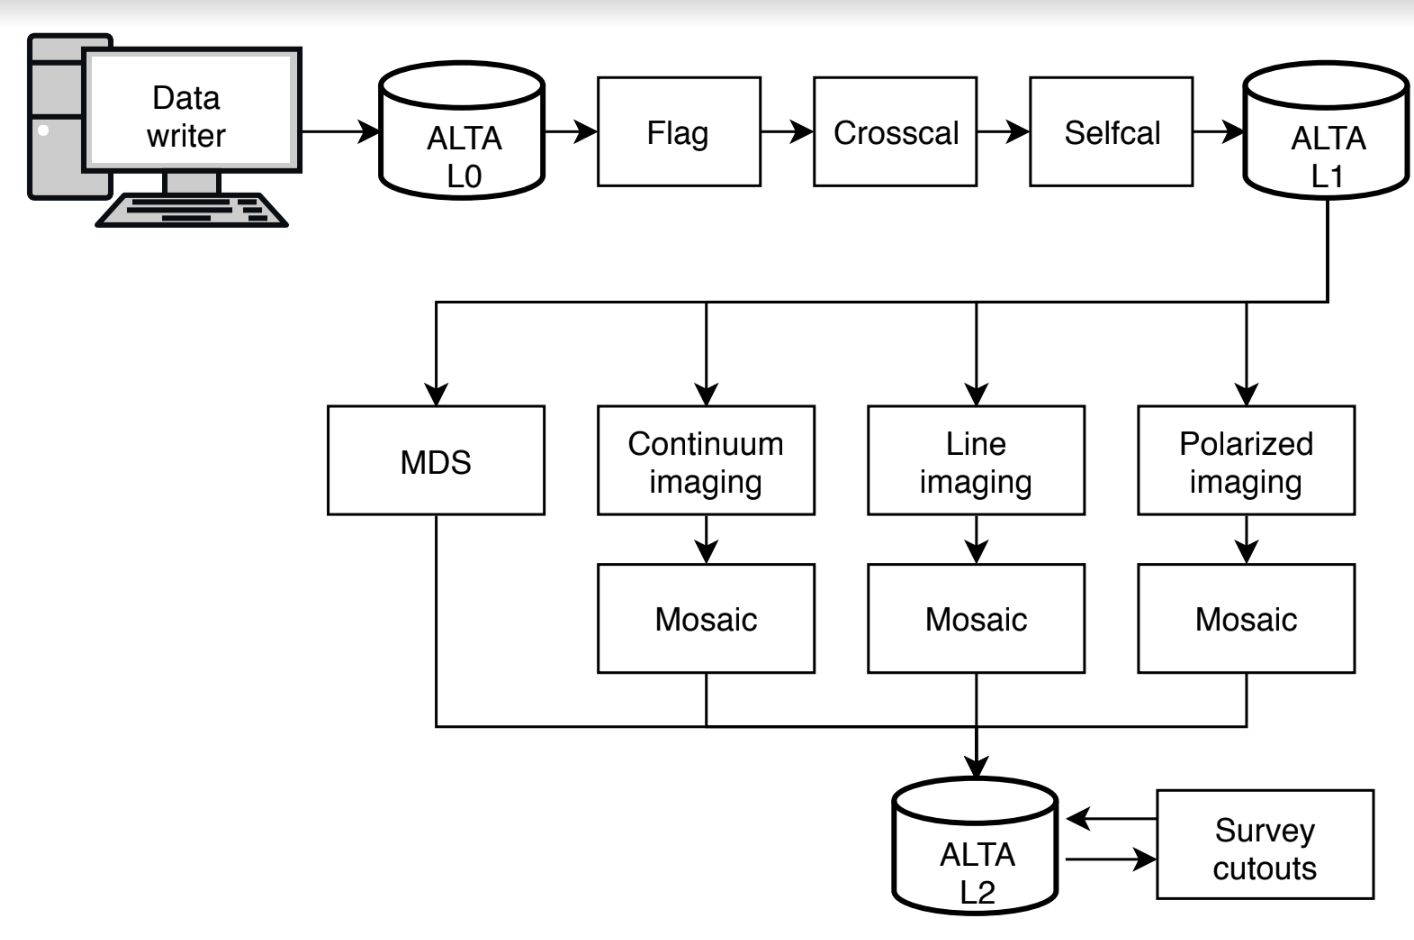 Data
writer
ALTA
L0
Flag
Crosscal
Selfcal
ALTA
L1
MDS
Continuum
imaging
Line
imaging
Polarized
imaging
Mosaic
Mosaic
Mosaic
ALTA
L2
Survey
cutouts